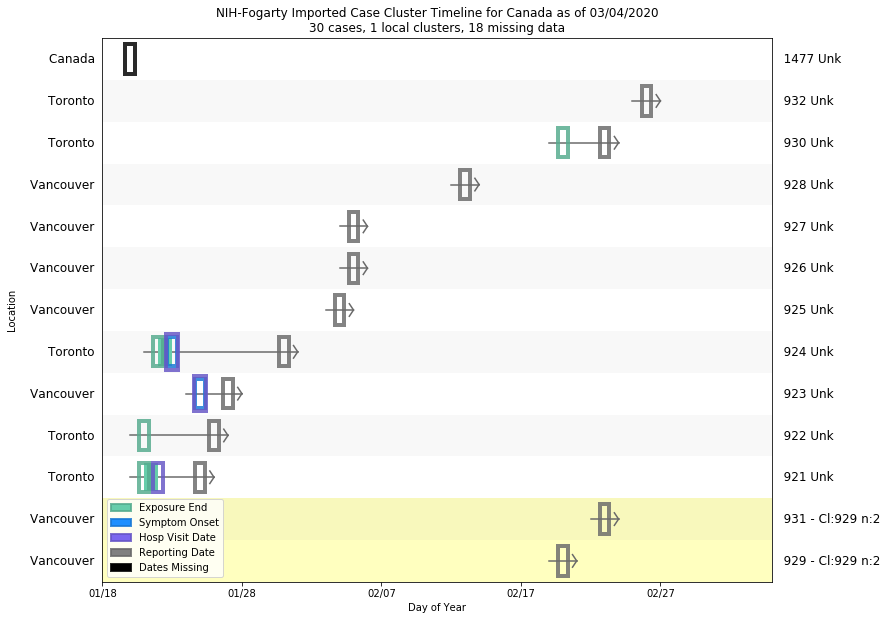 NIH-Fogarty Imported Case Cluster Timeline for Canada as of 03/04/2020
30 cases, 1 local clusters, 18 missing data
Canada 1477 Unk
Toronto 932 Unk
Toronto 930 Unk
Vancouver 928 Unk
Vancouver 927 Unk
Vancouver 926 Unk
Vancouver 925 Unk
Toronto 924 Unk
Vancouver 923 Unk
Toronto 922 Unk
Toronto 921 Unk
Vancouver 931 - Cl:929 n:2
Vancouver 929 - Cl:929 n:2
Location
Exposure End
Symptom Onset
Hosp Visit Date
Reporting Date
Dates Missing
01/18 01/28 02/07 02/17 02/27
Day of Year